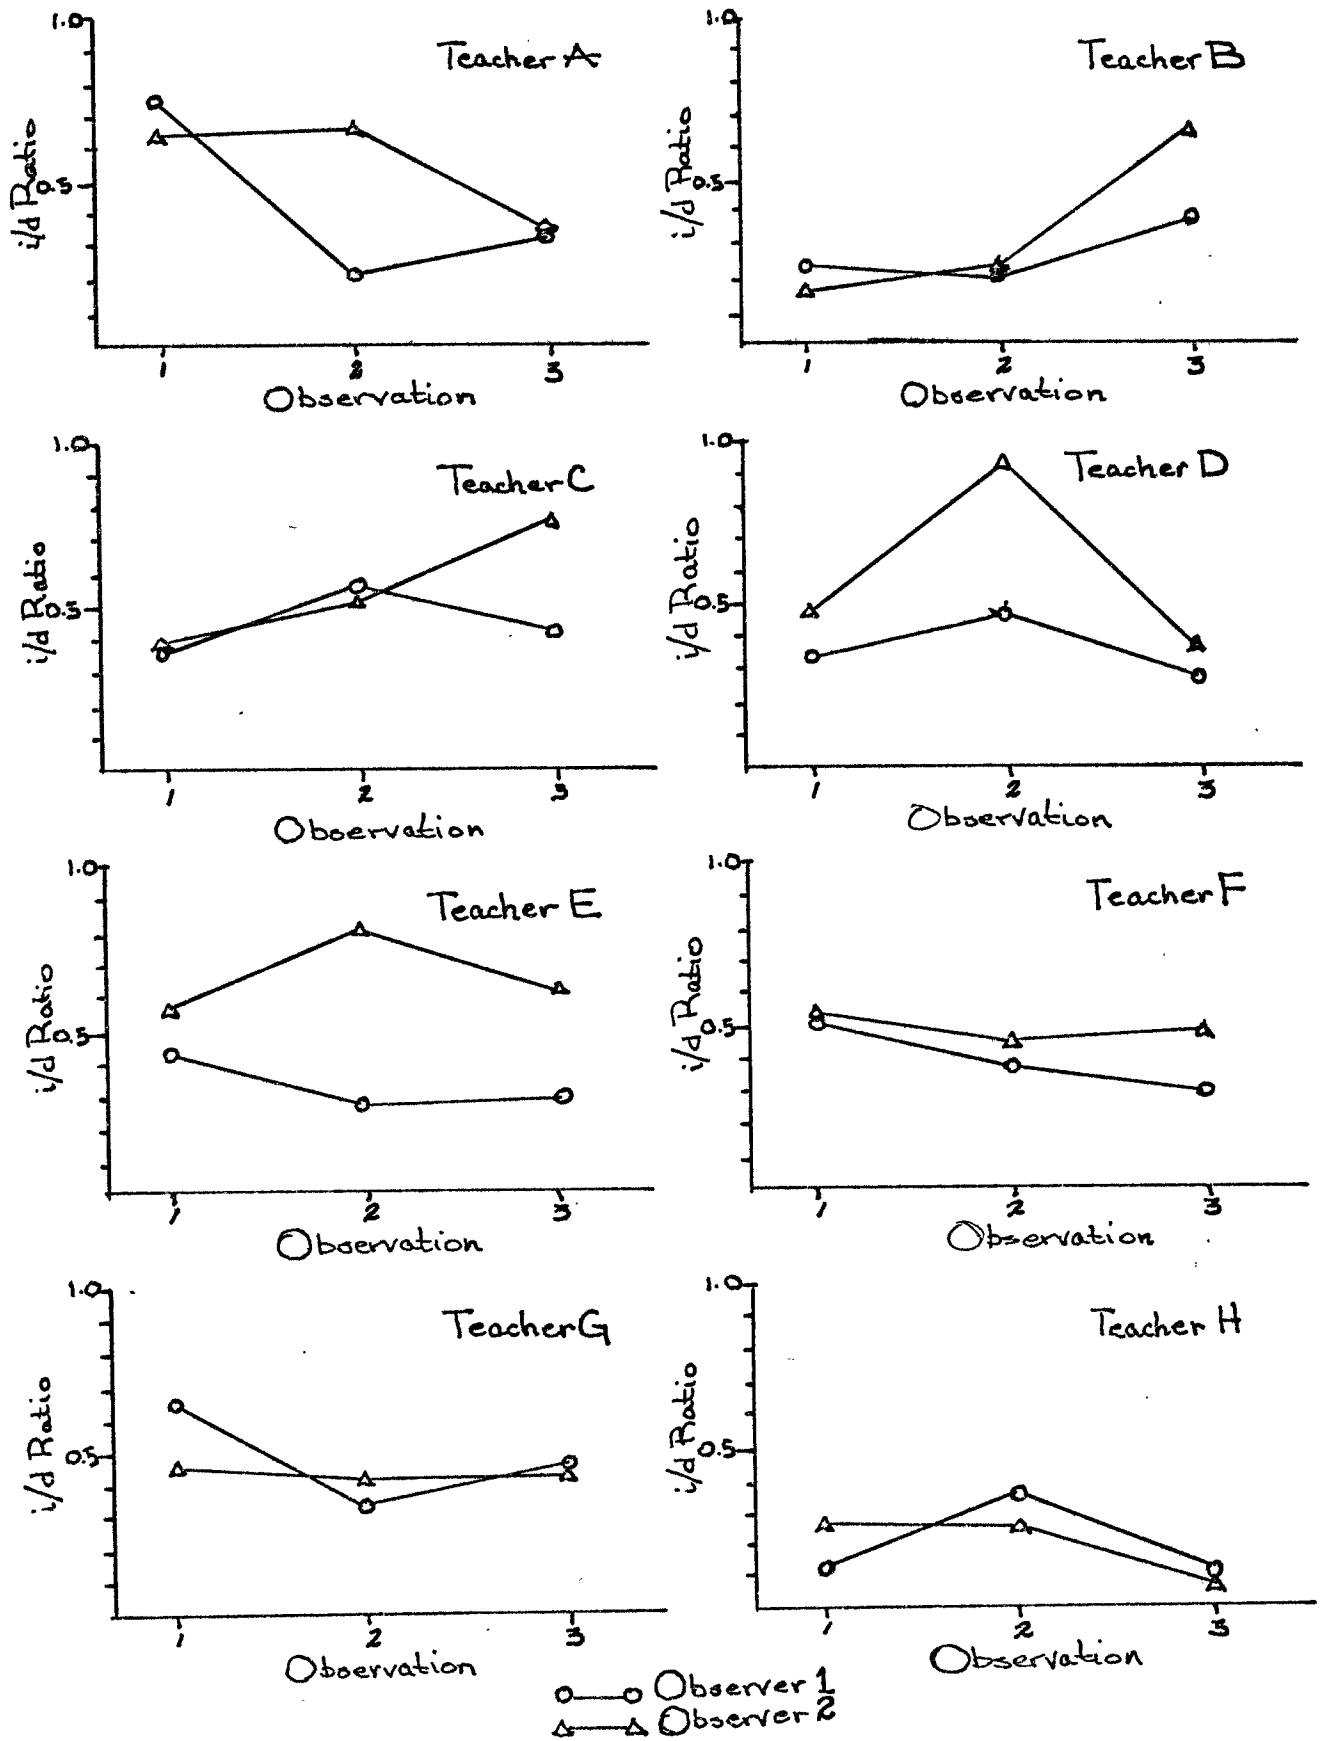 1.0
Teacher A
i/d Ratio
0.5
1 2 3
Observation
1.0
Teacher B
i/d Ratio
0.5
1 2 3
Observation
1.0
Teacher C
i/d Ratio
0.5
1 2 3
Observation
1.0
Teacher D
i/d Ratio
0.5
1 2 3
Observation
1.0
Teacher E
i/d Ratio
0.5
1 2 3
Observation
1.0
Teacher F
i/d Ratio
0.5
1 2 3
Observation
1.0
Teacher G
i/d Ratio
0.5
1 2 3
Observation
1.0
Teacher H
i/d Ratio
0.5
1 2 3
Observation
Observer 1
Observer 2